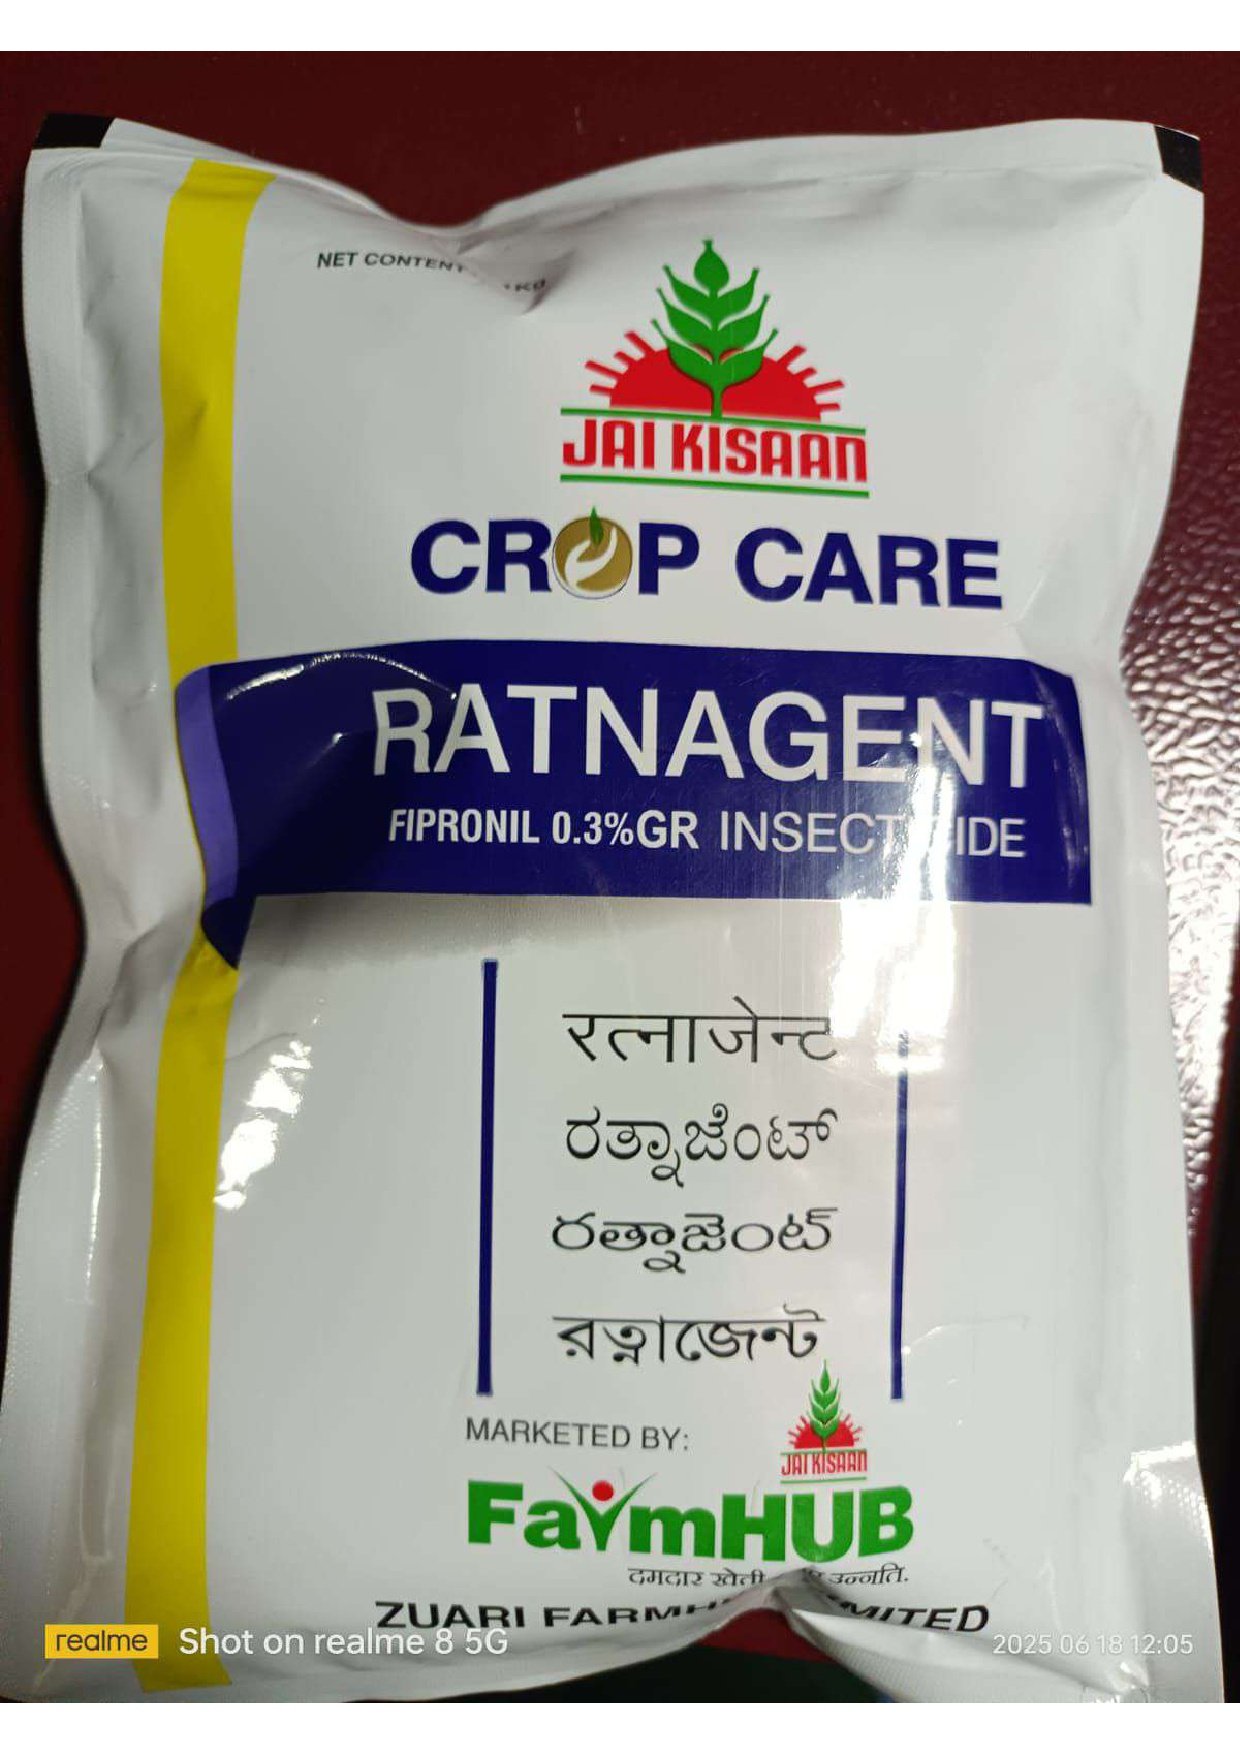 NET CONTENT
JAI KISAAN
CROP CARE
RATNAGENT
FIPRONIL 0.3%GR INSECTICIDE
रत्नाजेन्ट
ರತ್ನಾಜೆಂಟ್
రత్నాజెంట్
রত্নাজেন্ট
MARKETED BY:
JAI KISAAN
FarmHUB
दमदार खेती उन्नति.
ZUARI FARMHUB LIMITED
realme Shot on realme 8 5G
2025 06 18 12:05